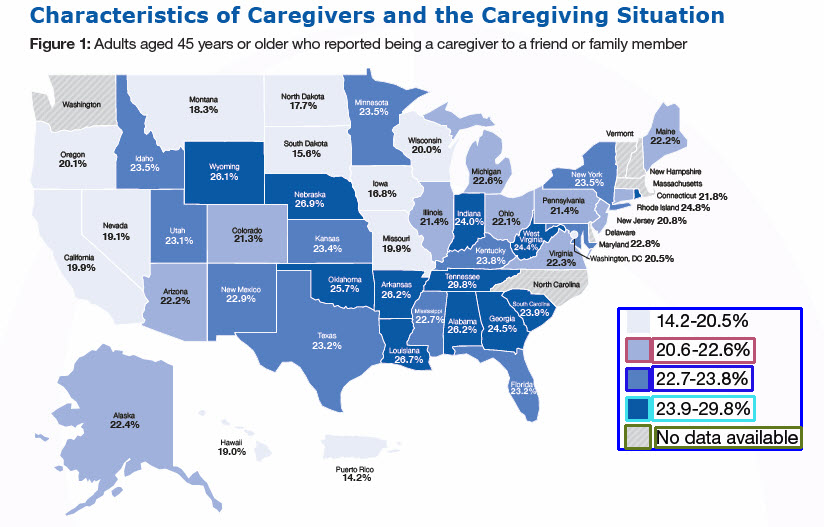 Characteristics of Caregivers and the Caregiving Situation
Figure 1: Adults aged 45 years or older who reported being a caregiver to a friend or family member
Washington
Montana
18.3%
North Dakota
17.7%
Minnesota
23.5%
Wisconsin
20.0%
Michigan
22.6%
Vermont
Maine
22.2%
Oregon
20.1%
Idaho
23.5%
Wyoming
26.1%
South Dakota
15.6%
New York
23.5%
New Hampshire
Massachusetts
Connecticut 21.8%
Rhode Island 24.8%
New Jersey 20.8%
Delaware
Maryland 22.8%
Washington, DC 20.5%
Nebraska
26.9%
Iowa
16.8%
Illinois
21.4%
Indiana
24.0%
Ohio
22.1%
Pennsylvania
21.4%
Nevada
19.1%
Utah
23.1%
Colorado
21.3%
Kansas
23.4%
Missouri
19.9%
Kentucky
23.8%
West
Virginia
24.4%
Virginia
22.3%
California
19.9%
Arizona
22.2%
New Mexico
22.9%
Oklahoma
25.7%
Arkansas
26.2%
Tennessee
29.8%
North Carolina
South Carolina
23.9%
Texas
23.2%
Louisiana
26.7%
Mississippi
22.7%
Alabama
26.2%
Georgia
24.5%
Florida
23.2%
Alaska
22.4%
Hawaii
19.0%
Puerto Rico
14.2%
14.2-20.5%
20.6-22.6%
22.7-23.8%
23.9-29.8%
No data available